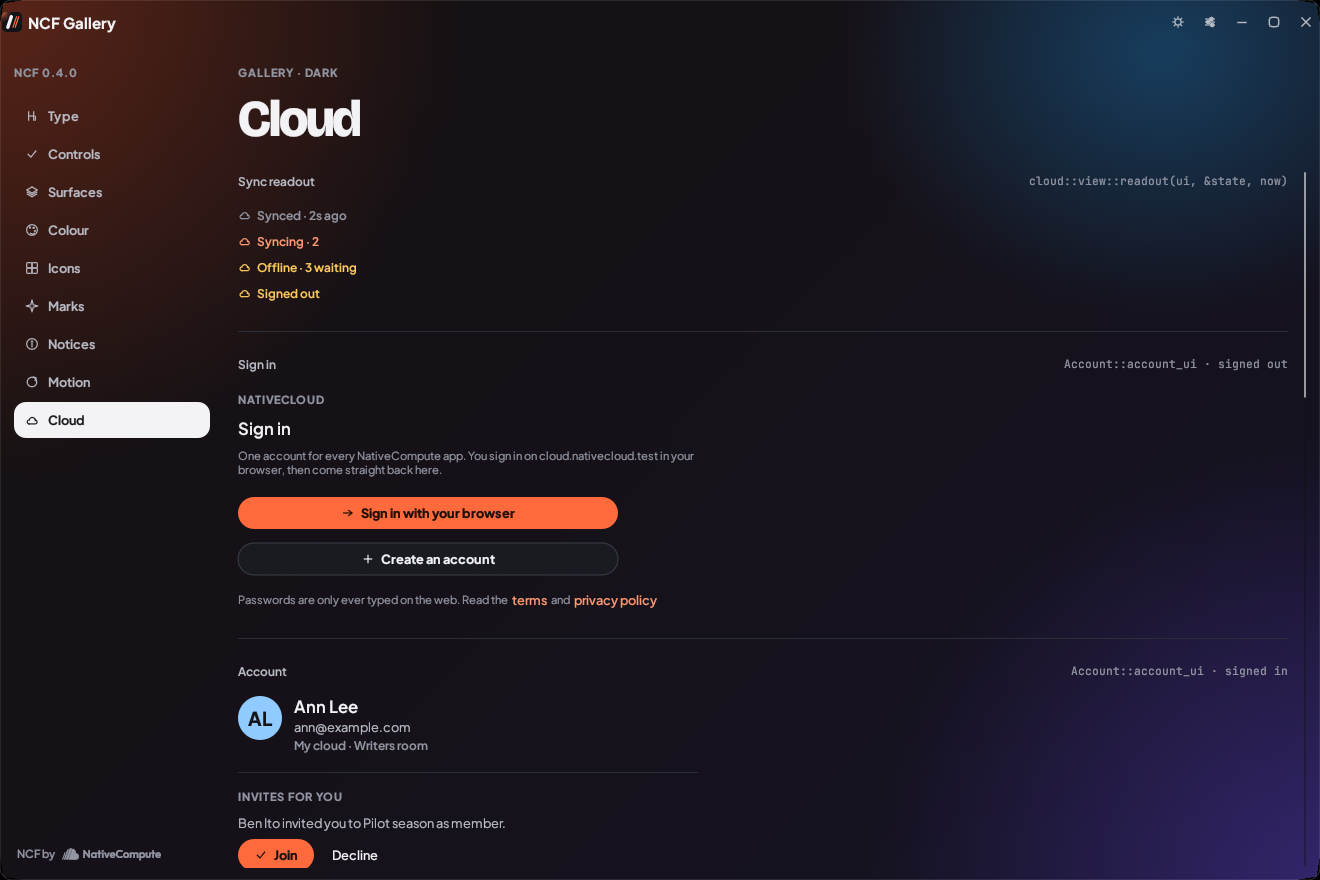 NCF Gallery
NCF 0.4.0
Type
Controls
Surfaces
Colour
Icons
Marks
Notices
Motion
Cloud
NCF by NativeCompute
GALLERY · DARK
Cloud
Sync readout
cloud::view::readout(ui, &state, now)
Synced · 2s ago
Syncing · 2
Offline · 3 waiting
Signed out
Sign in
Account::account_ui · signed out
NATIVECLOUD
Sign in
One account for every NativeCompute app. You sign in on cloud.nativecloud.test in your
browser, then come straight back here.
Sign in with your browser
Create an account
Passwords are only ever typed on the web. Read the terms and privacy policy
Account
Account::account_ui · signed in
AL
Ann Lee
ann@example.com
My cloud · Writers room
INVITES FOR YOU
Ben Ito invited you to Pilot season as member.
Join
Decline